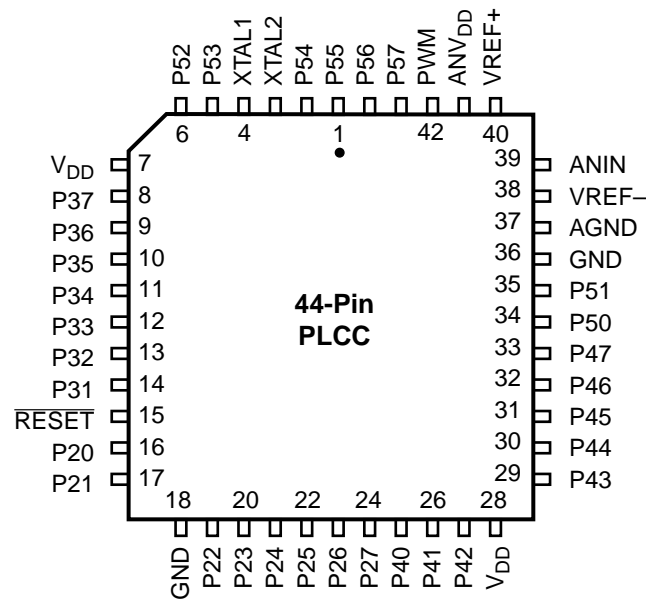 P52
P53
XTAL1
XTAL2
P54
P55
P56
P57
PWM
ANVDD
VREF+
6
4
1
42
40
VDD
7
P37
8
P36
9
P35
10
P34
11
P33
12
P32
13
P31
14
RESET
15
P20
16
P21
17
44-Pin
PLCC
39
ANIN
38
VREF–
37
AGND
36
GND
35
P51
34
P50
33
P47
32
P46
31
P45
30
P44
29
P43
18
20
22
24
26
28
GND
P22
P23
P24
P25
P26
P27
P40
P41
P42
VDD